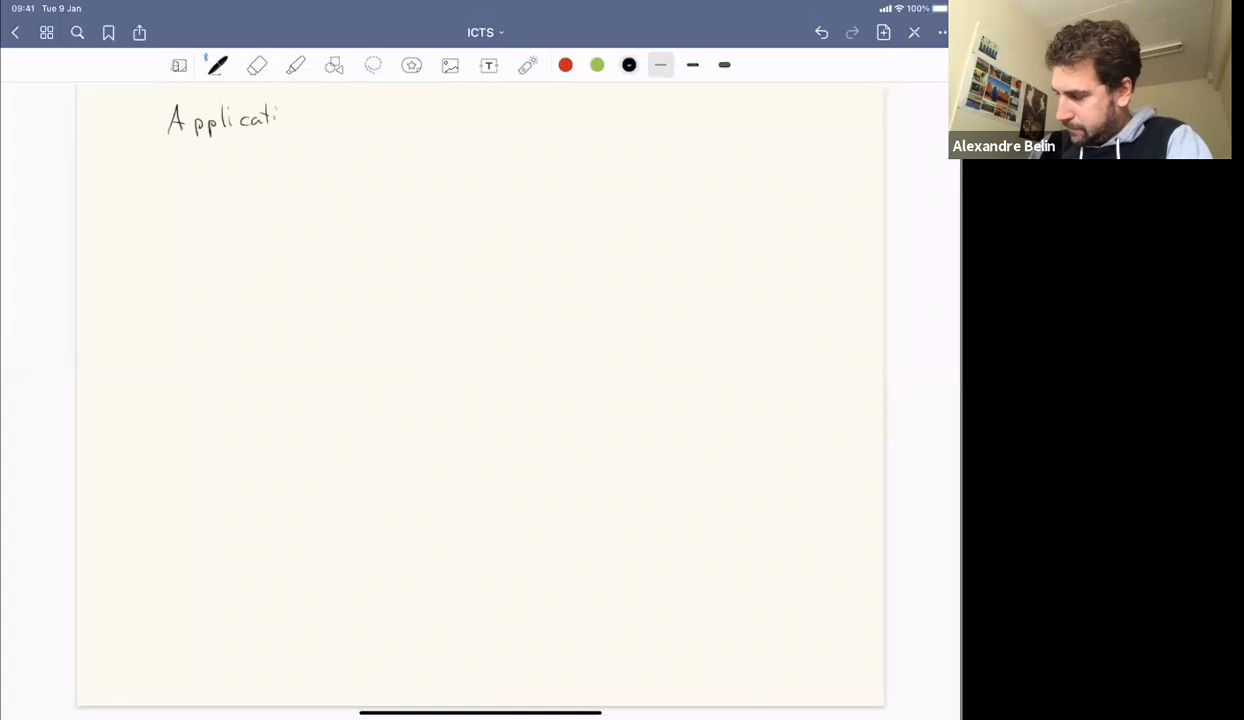 09:41 Tue 9 Jan
100%
ICTS
T
Applicati
Alexandre Belin